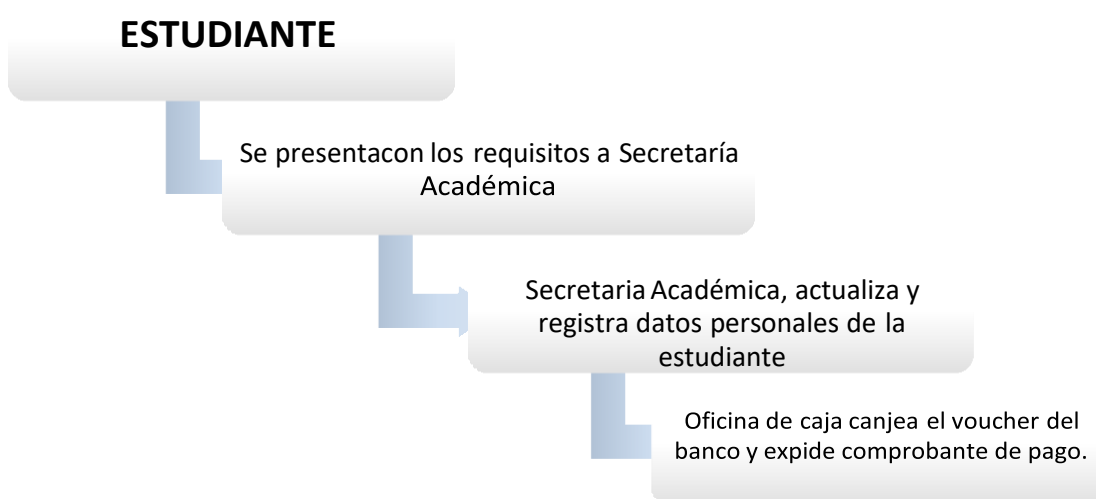 ESTUDIANTE
Se presentacon los requisitos a Secretaría
Académica
Secretaria Académica, actualiza y
registra datos personales de la
estudiante
Oficina de caja canjea el voucher del
banco y expide comprobante de pago.